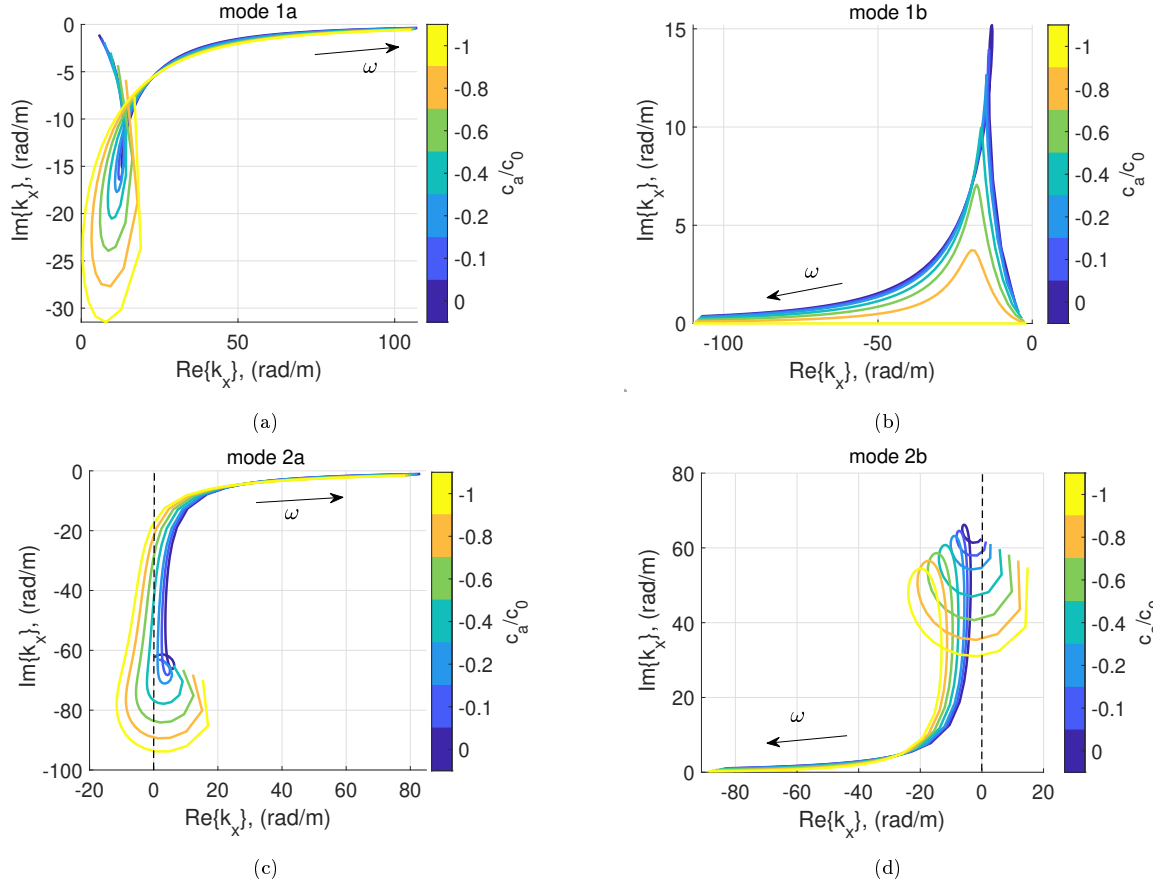 mode 1a
0
-5
-10
-15
-20
-25
-30
Im{k_x}, (rad/m)
0
50
100
Re{k_x}, (rad/m)
ω
-1
-0.8
-0.6
-0.4
-0.2
-0.1
0
c_a/c_0
(a)
mode 1b
15
10
5
0
Im{k_x}, (rad/m)
-100
-50
0
Re{k_x}, (rad/m)
ω
-1
-0.8
-0.6
-0.4
-0.2
-0.1
0
c_a/c_0
(b)
mode 2a
0
-20
-40
-60
-80
-100
Im{k_x}, (rad/m)
-20
0
20
40
60
80
Re{k_x}, (rad/m)
ω
-1
-0.8
-0.6
-0.4
-0.2
-0.1
0
c_a/c_0
(c)
mode 2b
80
60
40
20
0
Im{k_x}, (rad/m)
-80
-60
-40
-20
0
20
Re{k_x}, (rad/m)
ω
-1
-0.8
-0.6
-0.4
-0.2
-0.1
0
c_a/c_0
(d)